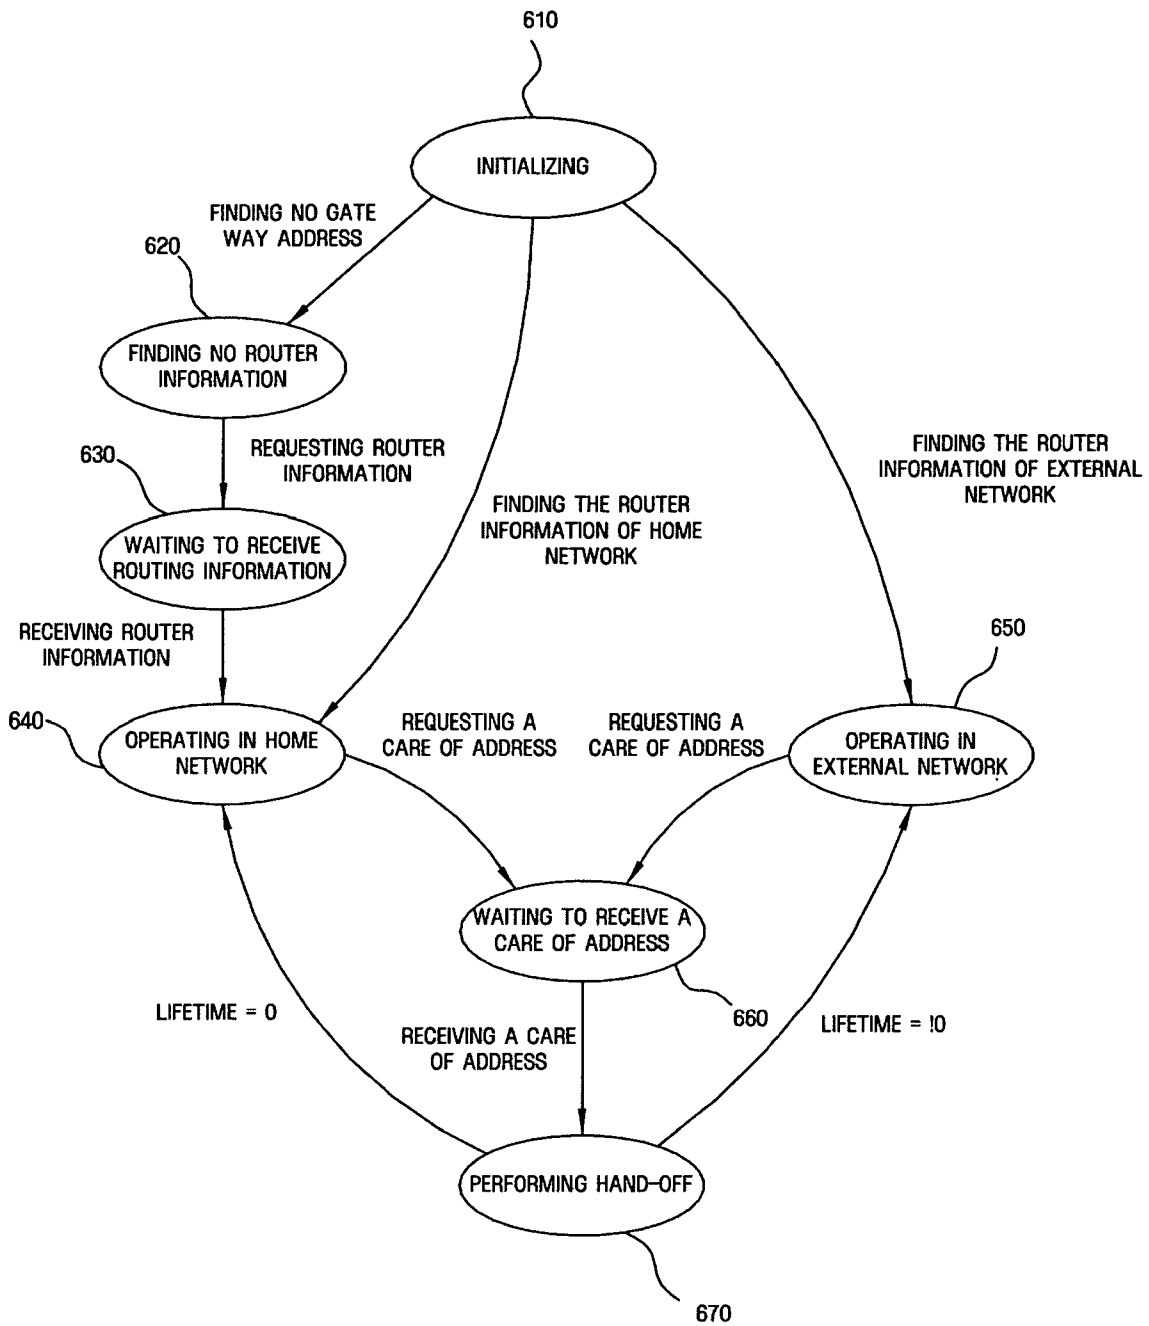 610
INITIALIZING
FINDING NO GATE
WAY ADDRESS
620
FINDING NO ROUTER
INFORMATION
REQUESTING ROUTER
INFORMATION
630
WAITING TO RECEIVE
ROUTING INFORMATION
FINDING THE ROUTER
INFORMATION OF HOME
NETWORK
FINDING THE ROUTER
INFORMATION OF EXTERNAL
NETWORK
RECEIVING ROUTER
INFORMATION
640
OPERATING IN HOME
NETWORK
REQUESTING A
CARE OF ADDRESS
REQUESTING A
CARE OF ADDRESS
650
OPERATING IN
EXTERNAL NETWORK
WAITING TO RECEIVE A
CARE OF ADDRESS
660
LIFETIME = 0
RECEIVING A CARE
OF ADDRESS
LIFETIME = !0
PERFORMING HAND-OFF
670